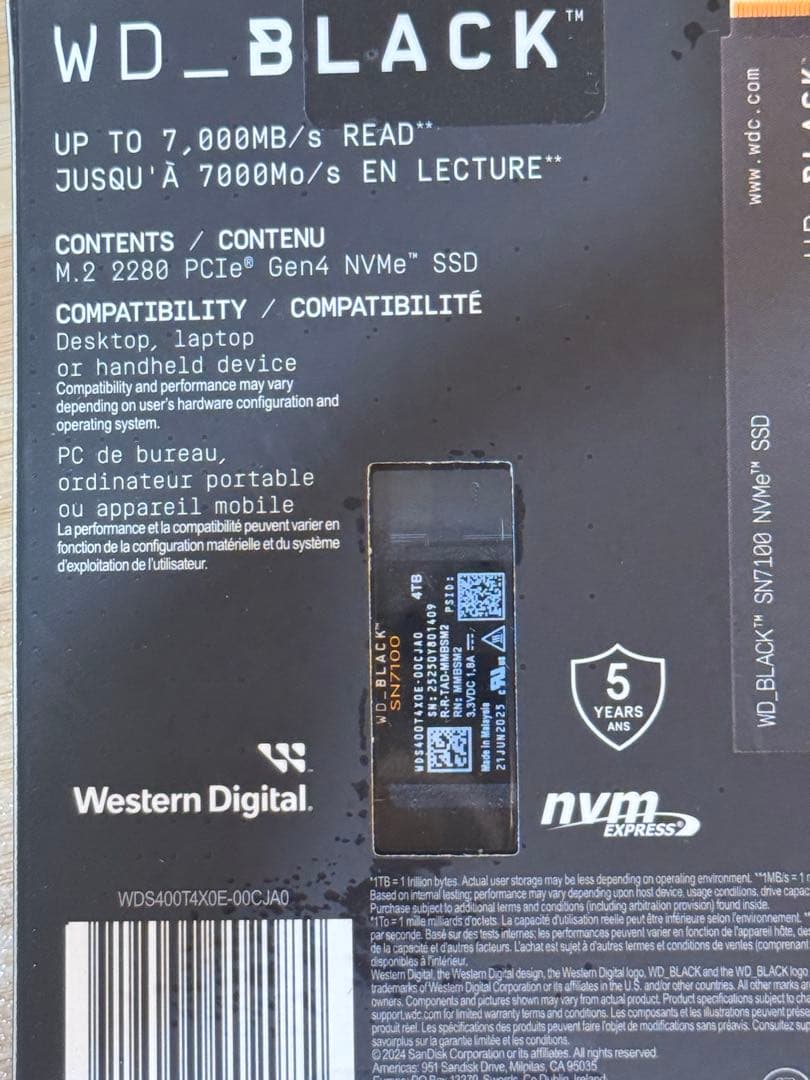 WD_BLACK™
UP TO 7,000MB/s READ**
JUSQU'À 7000Mo/s EN LECTURE**
CONTENTS / CONTENU
M.2 2280 PCIe® Gen4 NVMe™ SSD
COMPATIBILITY / COMPATIBILITÉ
Desktop, laptop
or handheld device
Compatibility and performance may vary
depending on user's hardware configuration and
operating system.
PC de bureau,
ordinateur portable
ou appareil mobile
La performance et la compatibilité peuvent varier en
fonction de la configuration matérielle et du système
d'exploitation de l'utilisateur.
WD_BLACK™
SN7100
4TB
WDS400T4X0E-00CJA0
SN: 25250Y801409
R-R-TAD-MMBSM2
PSID:
RN: MMBSM2
3.3VDC 1,8A
Made in Malaysia
21JUN2025
5
YEARS
ANS
Western Digital.
nvm
EXPRESS®
WDS400T4X0E-00CJA0
*1TB = 1 trillion bytes. Actual user storage may be less depending on operating environment. **1MB/s = 1
Based on internal testing; performance may vary depending upon host device, usage conditions, drive
Purchase subject to additional terms and conditions (including arbitration provision) found inside.
*1To = 1 mille milliards d'octets. La capacité d'utilisation réelle peut être inférieure selon l'environnement.
par seconde. Basé sur des tests internes; les performances peuvent varier en fonction de l'appareil hôte,
de la capacité et d'autres facteurs. L'achat est sujet à d'autres termes et conditions de ventes (comprenant
disponibles à l'intérieur.
Western Digital, the Western Digital design, the Western Digital logo, WD_BLACK and the WD_BLACK logo
trademarks of Western Digital Corporation or its affiliates in the U.S. and/or other countries. All other marks
owners. Components and pictures shown may vary from actual product. Product specifications subject to
support.wdc.com for limited warranty terms and conditions. Les composants et les illustrations peuvent
produit réel. Les spécifications des produits peuvent faire l'objet de modifications sans préavis. Consultez
savoirplus sur la garantie limitée et les conditions.
© 2024 SanDisk Corporation or its affiliates. All rights reserved.
Americas: 951 Sandisk Drive, Milpitas, CA 95035
www.wdc.com
WD_BLACK™ SN7100 NVMe™ SSD